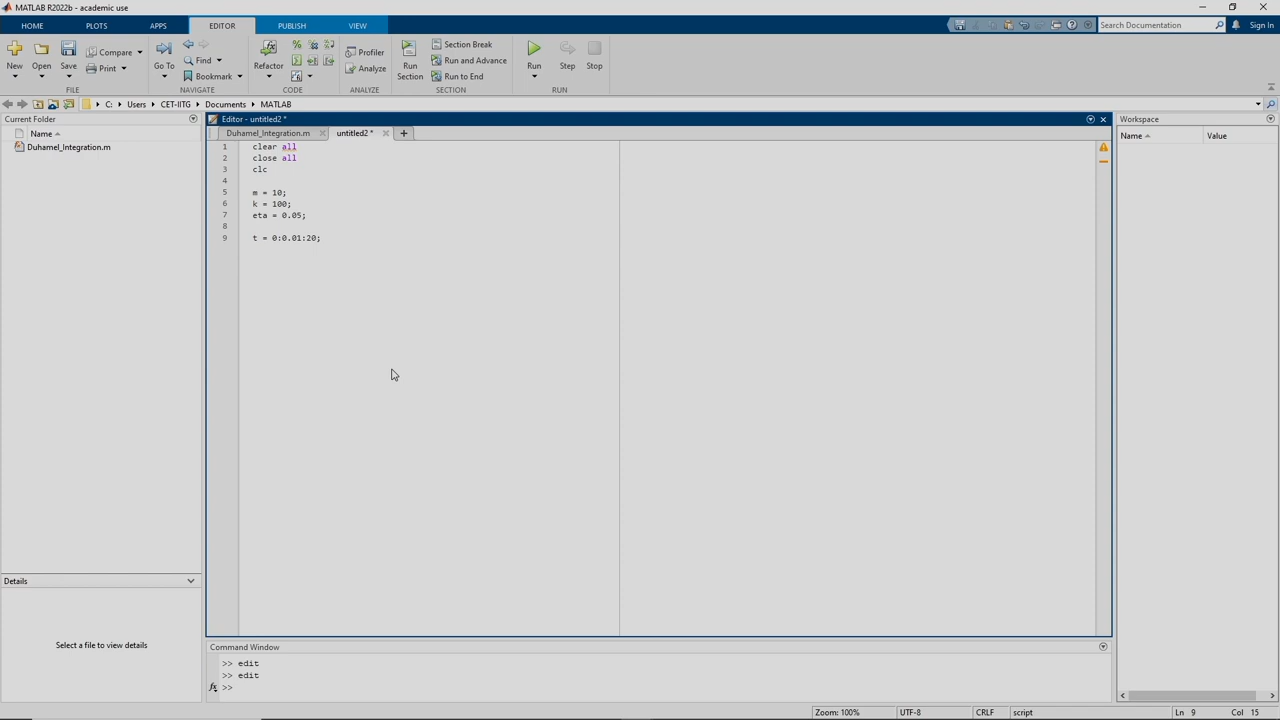 MATLAB R2022b - academic use
HOME PLOTS APPS EDITOR PUBLISH VIEW Search Documentation Sign In
New Open Save Compare Print Go To Find Bookmark Refactor Profiler Analyze Run Section Section Break Run and Advance Run to End Run Step Stop
FILE NAVIGATE CODE ANALYZE SECTION RUN
C: Users CET-IITG Documents MATLAB
Current Folder
Name
Duhamel_Integration.m
Details
Select a file to view details
Editor - untitled2 *
Duhamel_Integration.m untitled2 * +
1 clear all
2 close all
3 clc
4
5 m = 10;
6 k = 100;
7 eta = 0.05;
8
9 t = 0:0.01:20;
Command Window
>> edit
>> edit
fx >>
Workspace
Name Value
Zoom: 100% UTF-8 CRLF script Ln 9 Col 15